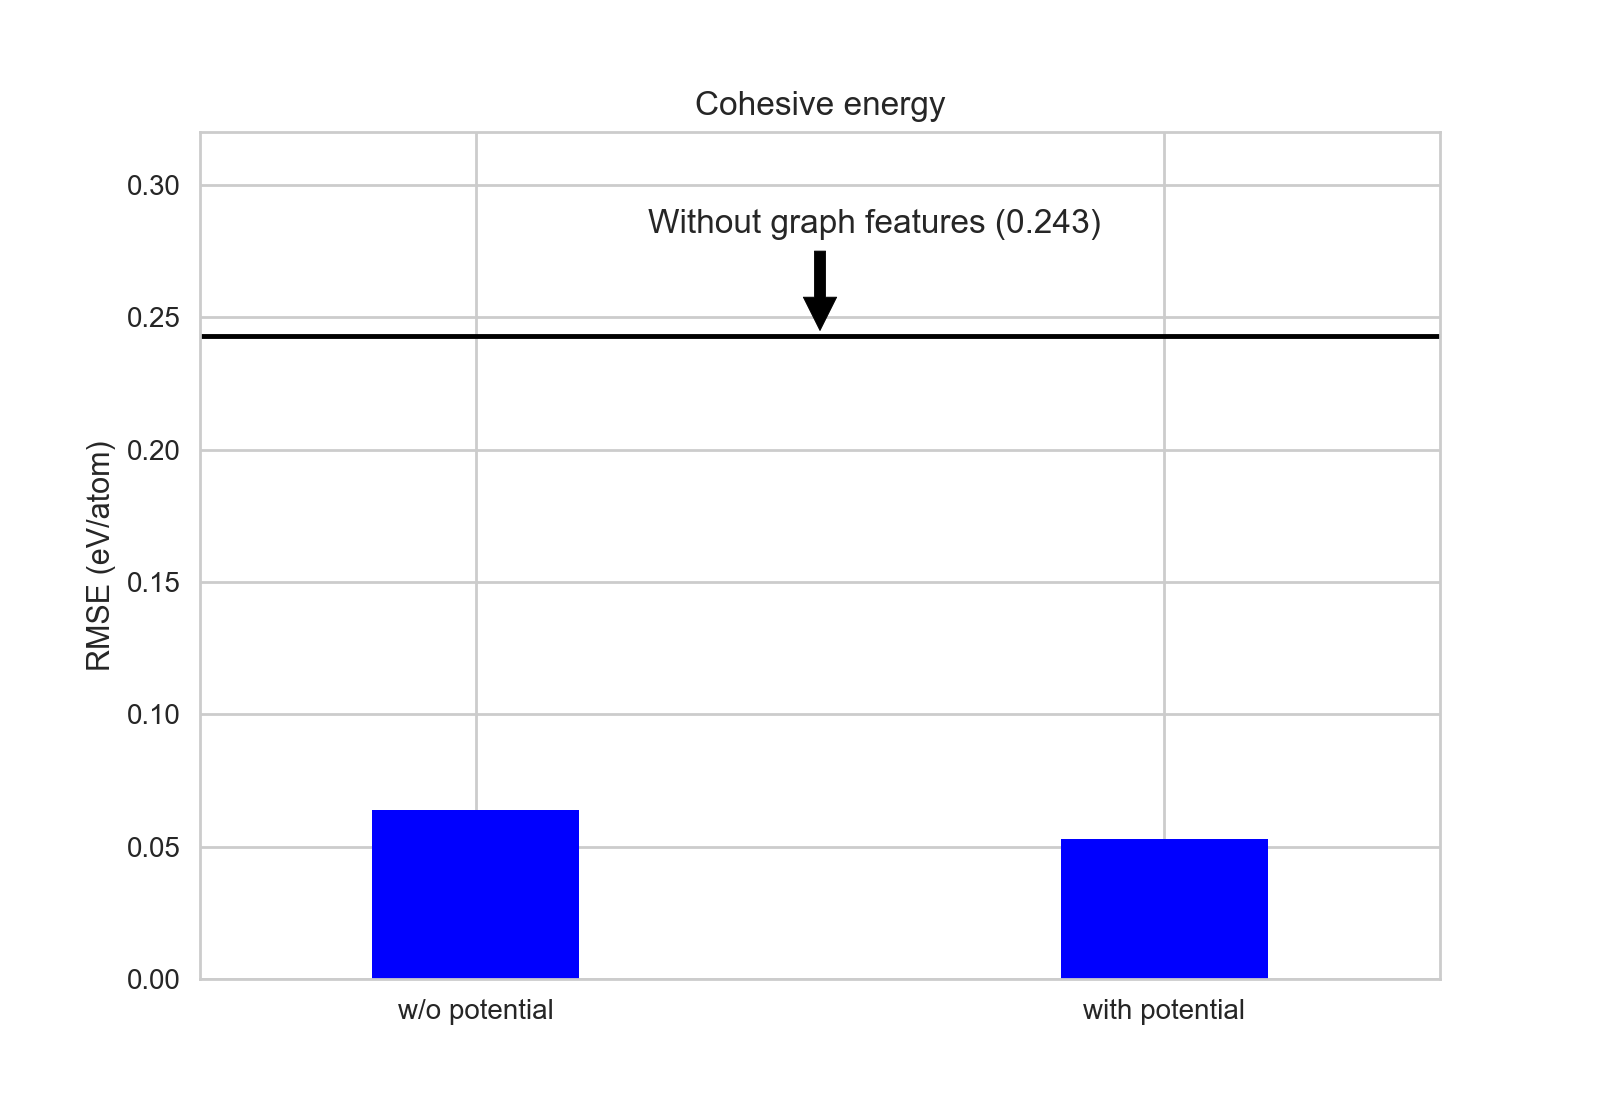 Cohesive energy
0.30
Without graph features (0.243)
0.25
0.20
0.15
0.10
0.05
0.00
RMSE (eV/atom)
w/o potential
with potential